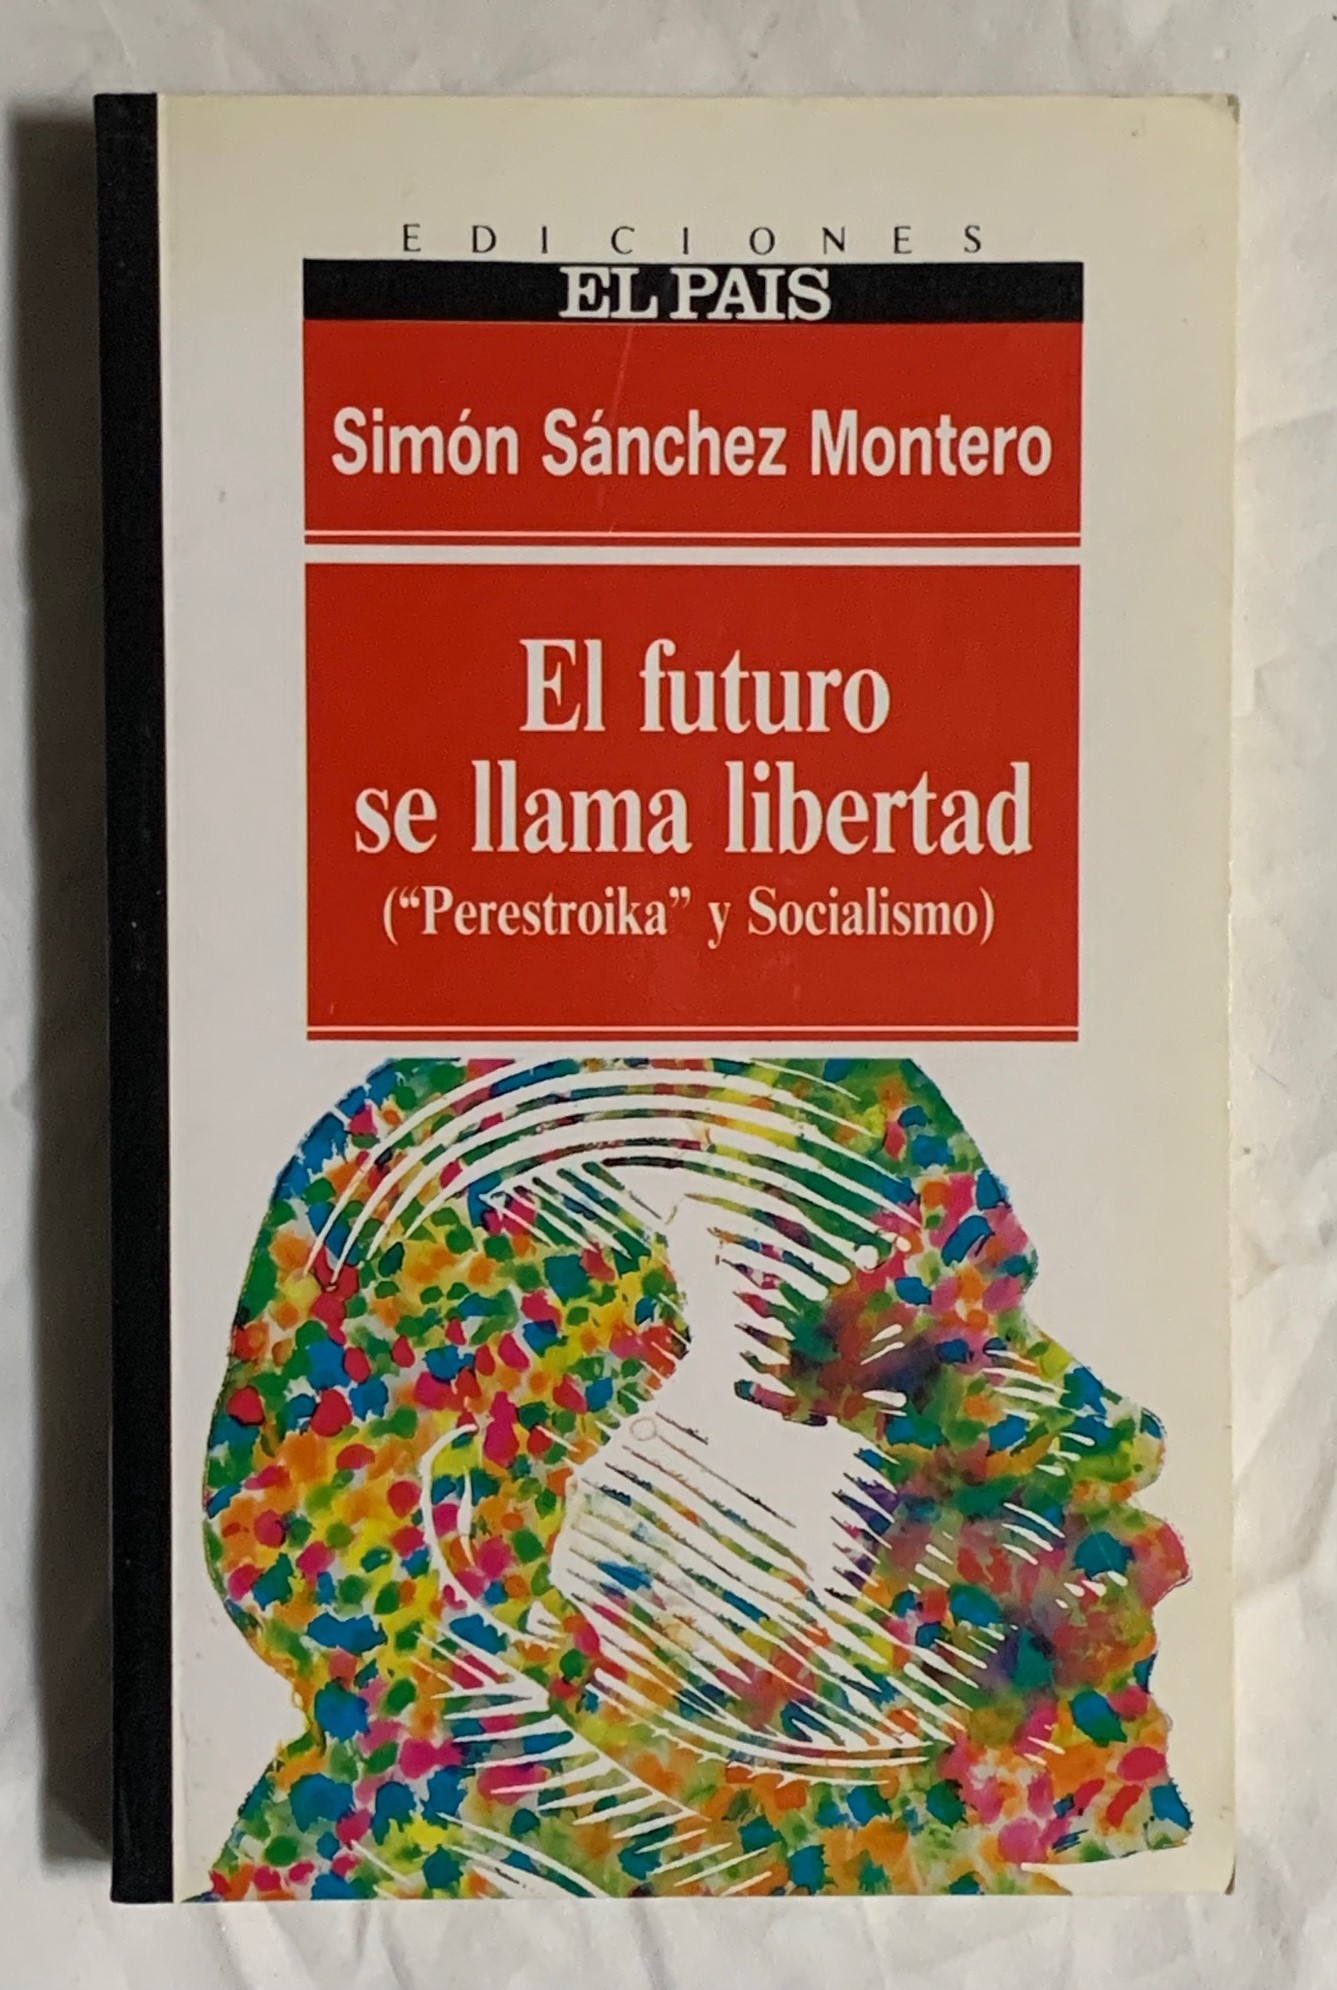 EDICIONES
EL PAIS
Simón Sánchez Montero
El futuro
se llama libertad
(“Perestroika” y Socialismo)